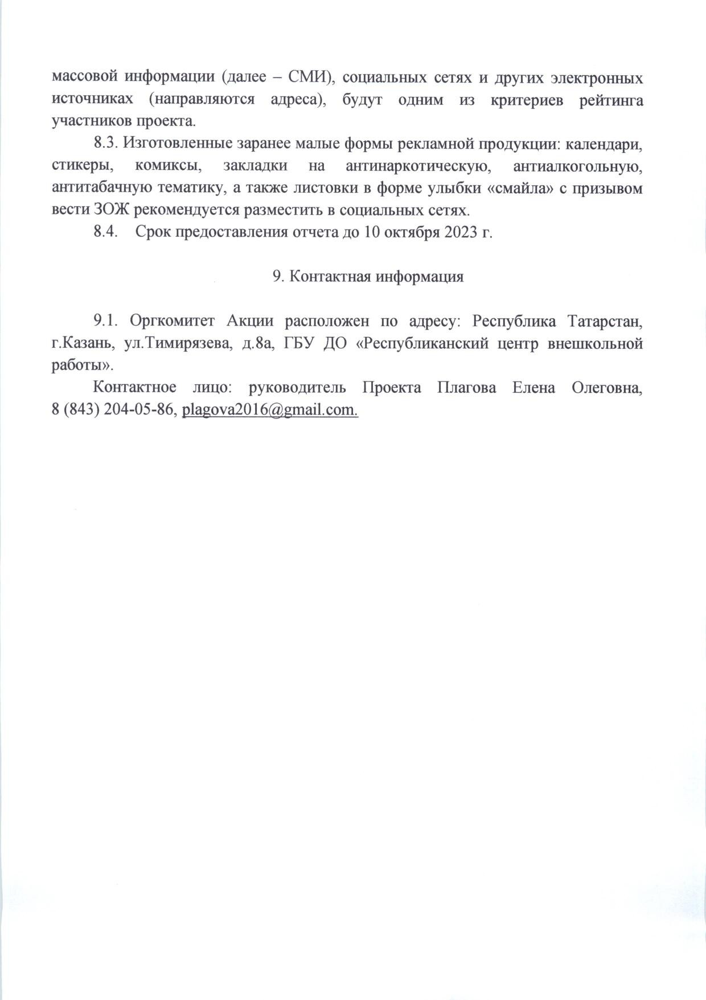 массовой информации (далее – СМИ), социальных сетях и других электронных
источниках (направляются адреса), будут одним из критериев рейтинга
участников проекта.
8.3. Изготовленные заранее малые формы рекламной продукции: календари,
стикеры, комиксы, закладки на антинаркотическую, антиалкогольную,
антитабачную тематику, а также листовки в форме улыбки «смайла» с призывом
вести ЗОЖ рекомендуется разместить в социальных сетях.
8.4. Срок предоставления отчета до 10 октября 2023 г.
9. Контактная информация
9.1. Оргкомитет Акции расположен по адресу: Республика Татарстан,
г.Казань, ул.Тимирязева, д.8а, ГБУ ДО «Республиканский центр внешкольной
работы».
Контактное лицо: руководитель Проекта Плагова Елена Олеговна,
8 (843) 204-05-86, plagova2016@gmail.com.